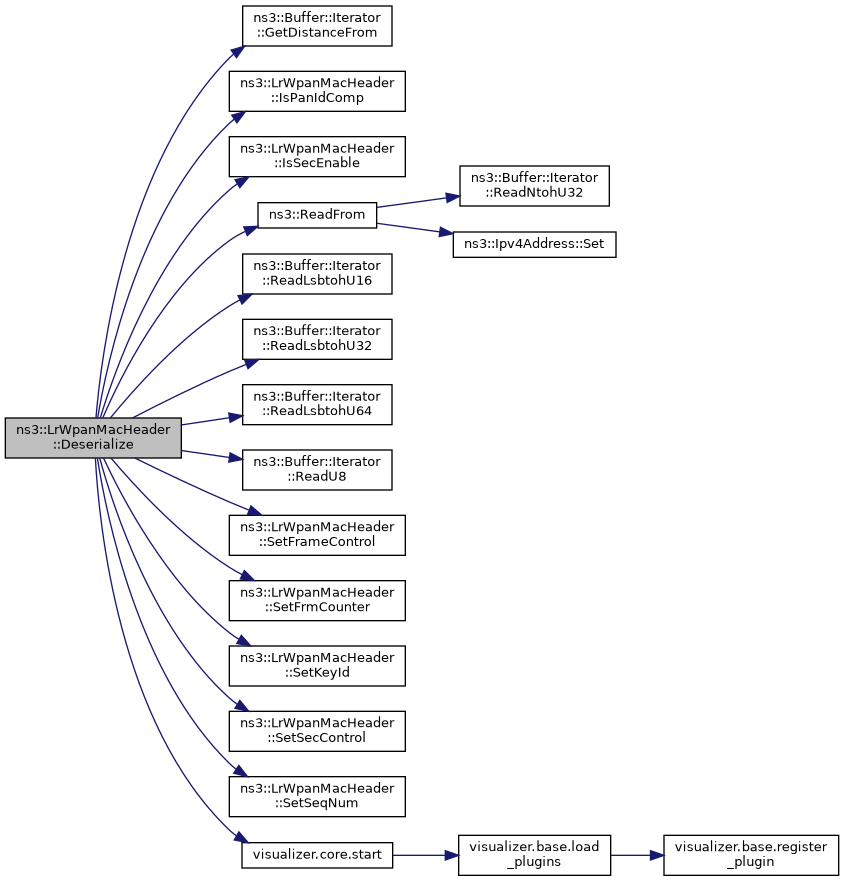 ns3::Buffer::Iterator
::GetDistanceFrom
ns3::LrWpanMacHeader
::IsPanIdComp
ns3::LrWpanMacHeader
::IsSecEnable
ns3::Buffer::Iterator
::ReadNtohU32
ns3::ReadFrom
ns3::Ipv4Address::Set
ns3::Buffer::Iterator
::ReadLsbtohU16
ns3::Buffer::Iterator
::ReadLsbtohU32
ns3::Buffer::Iterator
::ReadLsbtohU64
ns3::LrWpanMacHeader
::Deserialize
ns3::Buffer::Iterator
::ReadU8
ns3::LrWpanMacHeader
::SetFrameControl
ns3::LrWpanMacHeader
::SetFrmCounter
ns3::LrWpanMacHeader
::SetKeyId
ns3::LrWpanMacHeader
::SetSecControl
ns3::LrWpanMacHeader
::SetSeqNum
visualizer.core.start
visualizer.base.load
_plugins
visualizer.base.register
_plugin